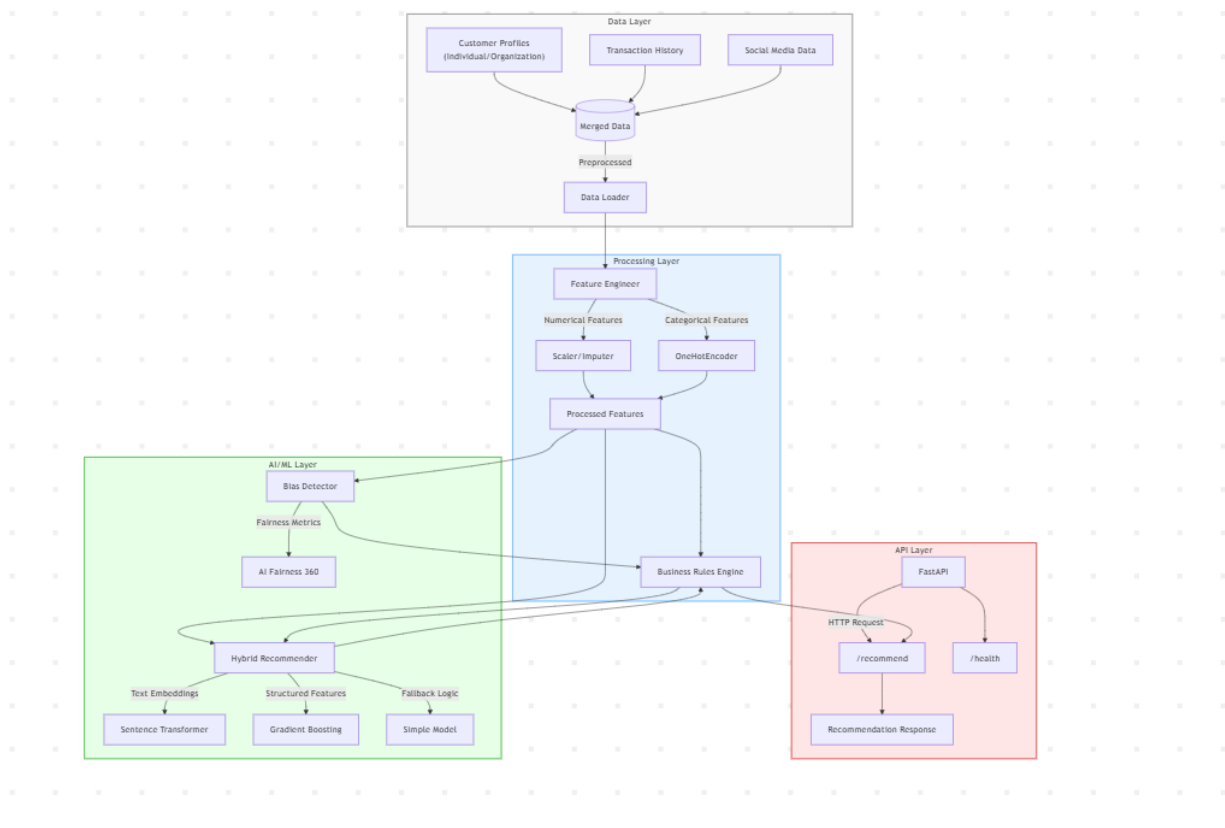 Data Layer
Customer Profiles
(Individual/Organization)
Transaction History
Social Media Data
Merged Data
Preprocessed
Data Loader
Processing Layer
Feature Engineer
Numerical Features
Categorical Features
Scaler/Imputer
OneHotEncoder
Processed Features
AI/ML Layer
Bias Detector
Fairness Metrics
AI Fairness 360
Business Rules Engine
API Layer
FastAPI
HTTP Request
/recommend
/health
Hybrid Recommender
Text Embeddings
Structured Features
Fallback Logic
Sentence Transformer
Gradient Boosting
Simple Model
Recommendation Response